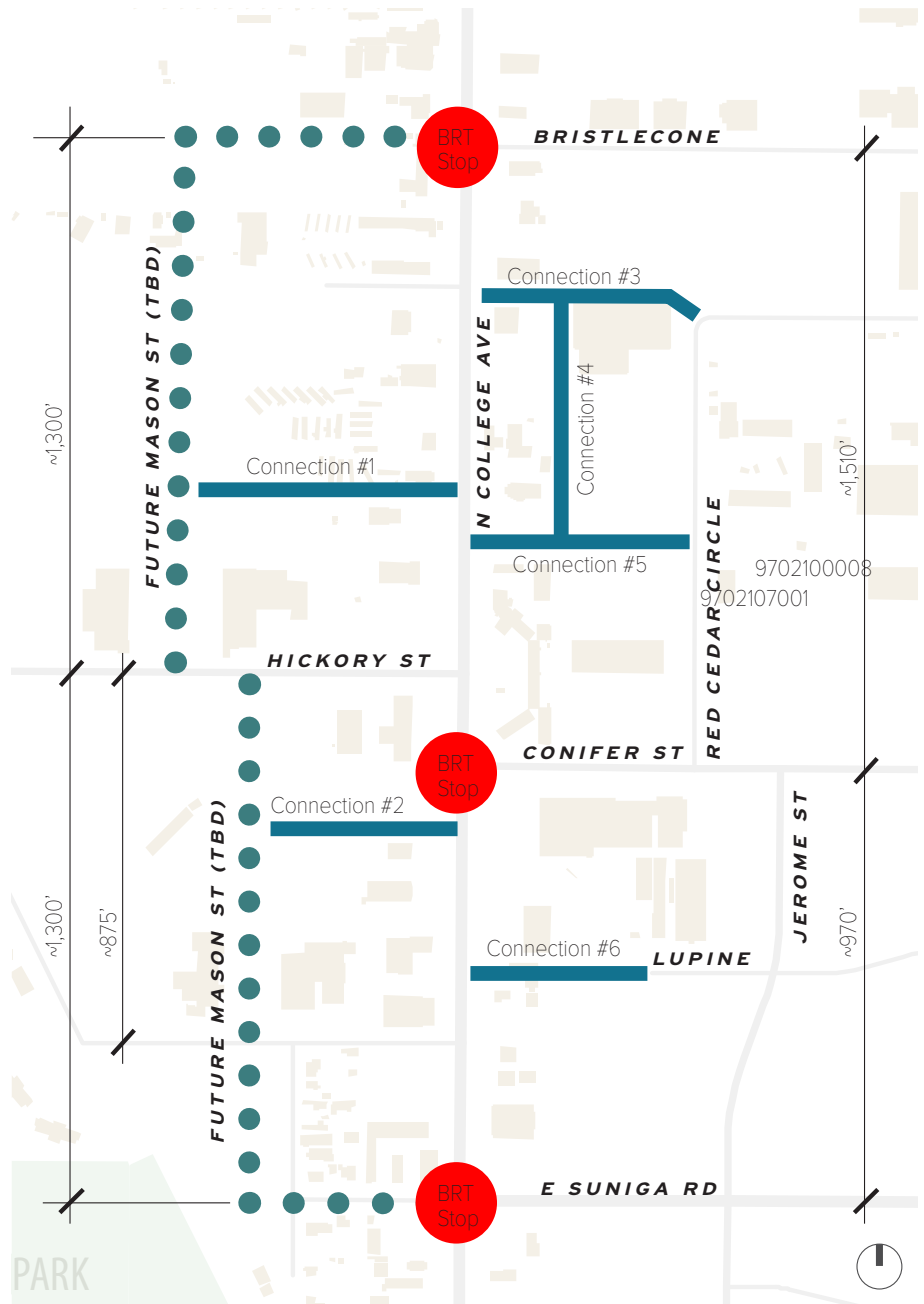 BRT
Stop
BRISTLECONE
Connection #3
FUTURE MASON ST (TBD)
N COLLEGE AVE
Connection #4
~1,300’
Connection #1
~1,510’
Connection #5
RED CEDAR CIRCLE
9702100008
9702107001
HICKORY ST
BRT
Stop
CONIFER ST
Connection #2
FUTURE MASON ST (TBD)
JEROME ST
~1,300’
~875’
~970’
Connection #6
LUPINE
BRT
Stop
E SUNIGA RD
PARK